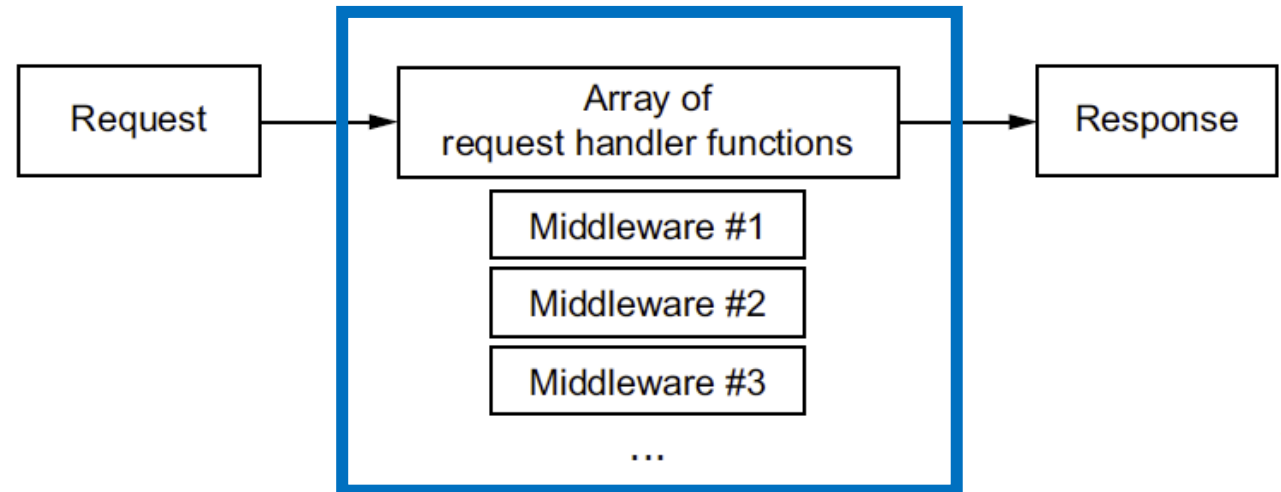 Request
Array of
request handler functions
Response
Middleware #1
Middleware #2
Middleware #3
...